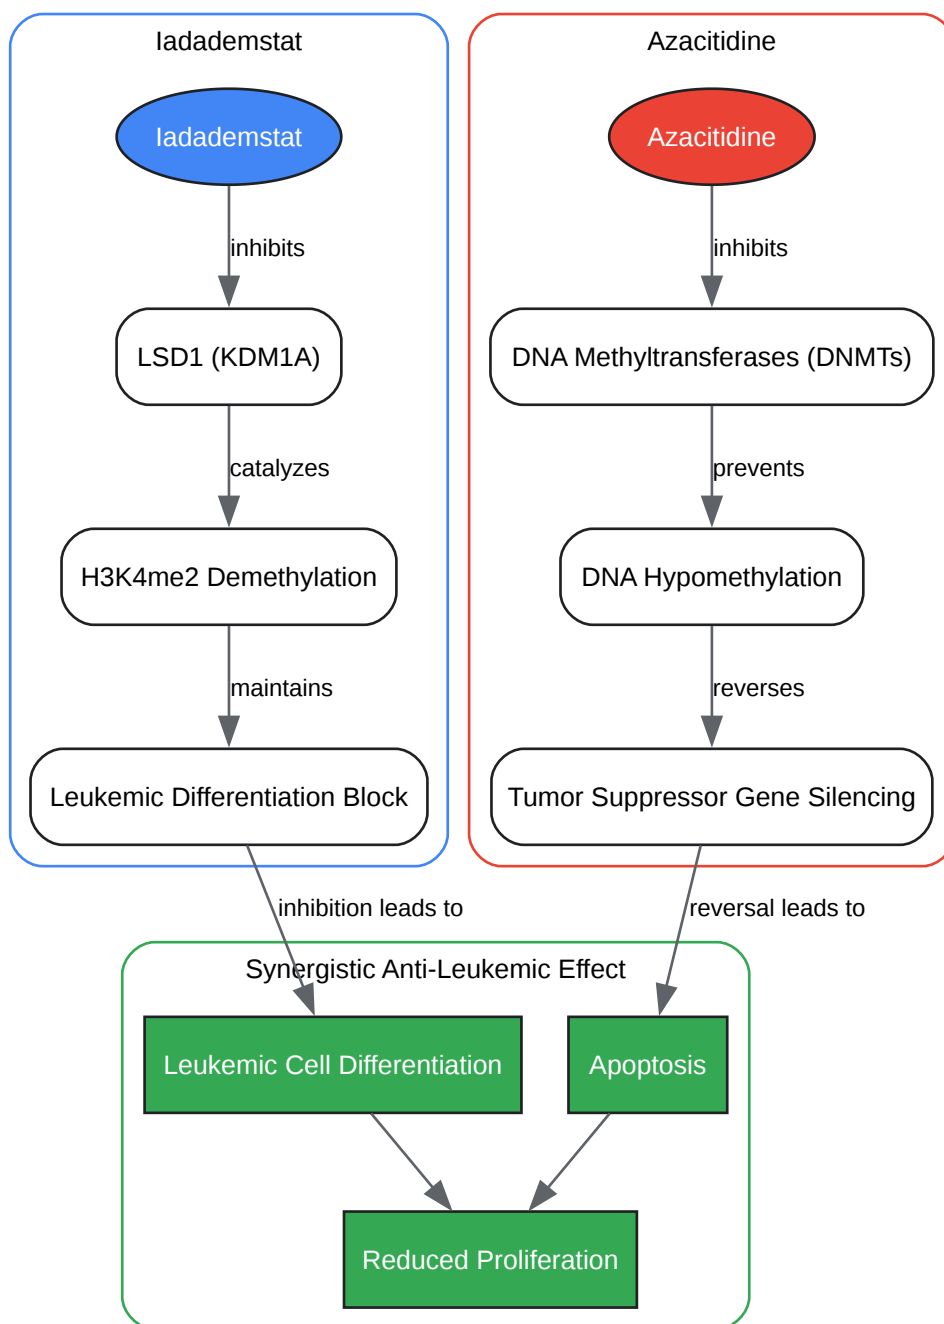 Iadademstat
Azacitidine
Iadademstat
Azacitidine
inhibits
inhibits
LSD1 (KDM1A)
DNA Methyltransferases (DNMTs)
catalyzes
prevents
H3K4me2 Demethylation
DNA Hypomethylation
maintains
reverses
Leukemic Differentiation Block
Tumor Suppressor Gene Silencing
inhibition leads to
reversal leads to
Synergistic Anti-Leukemic Effect
Leukemic Cell Differentiation
Apoptosis
Reduced Proliferation